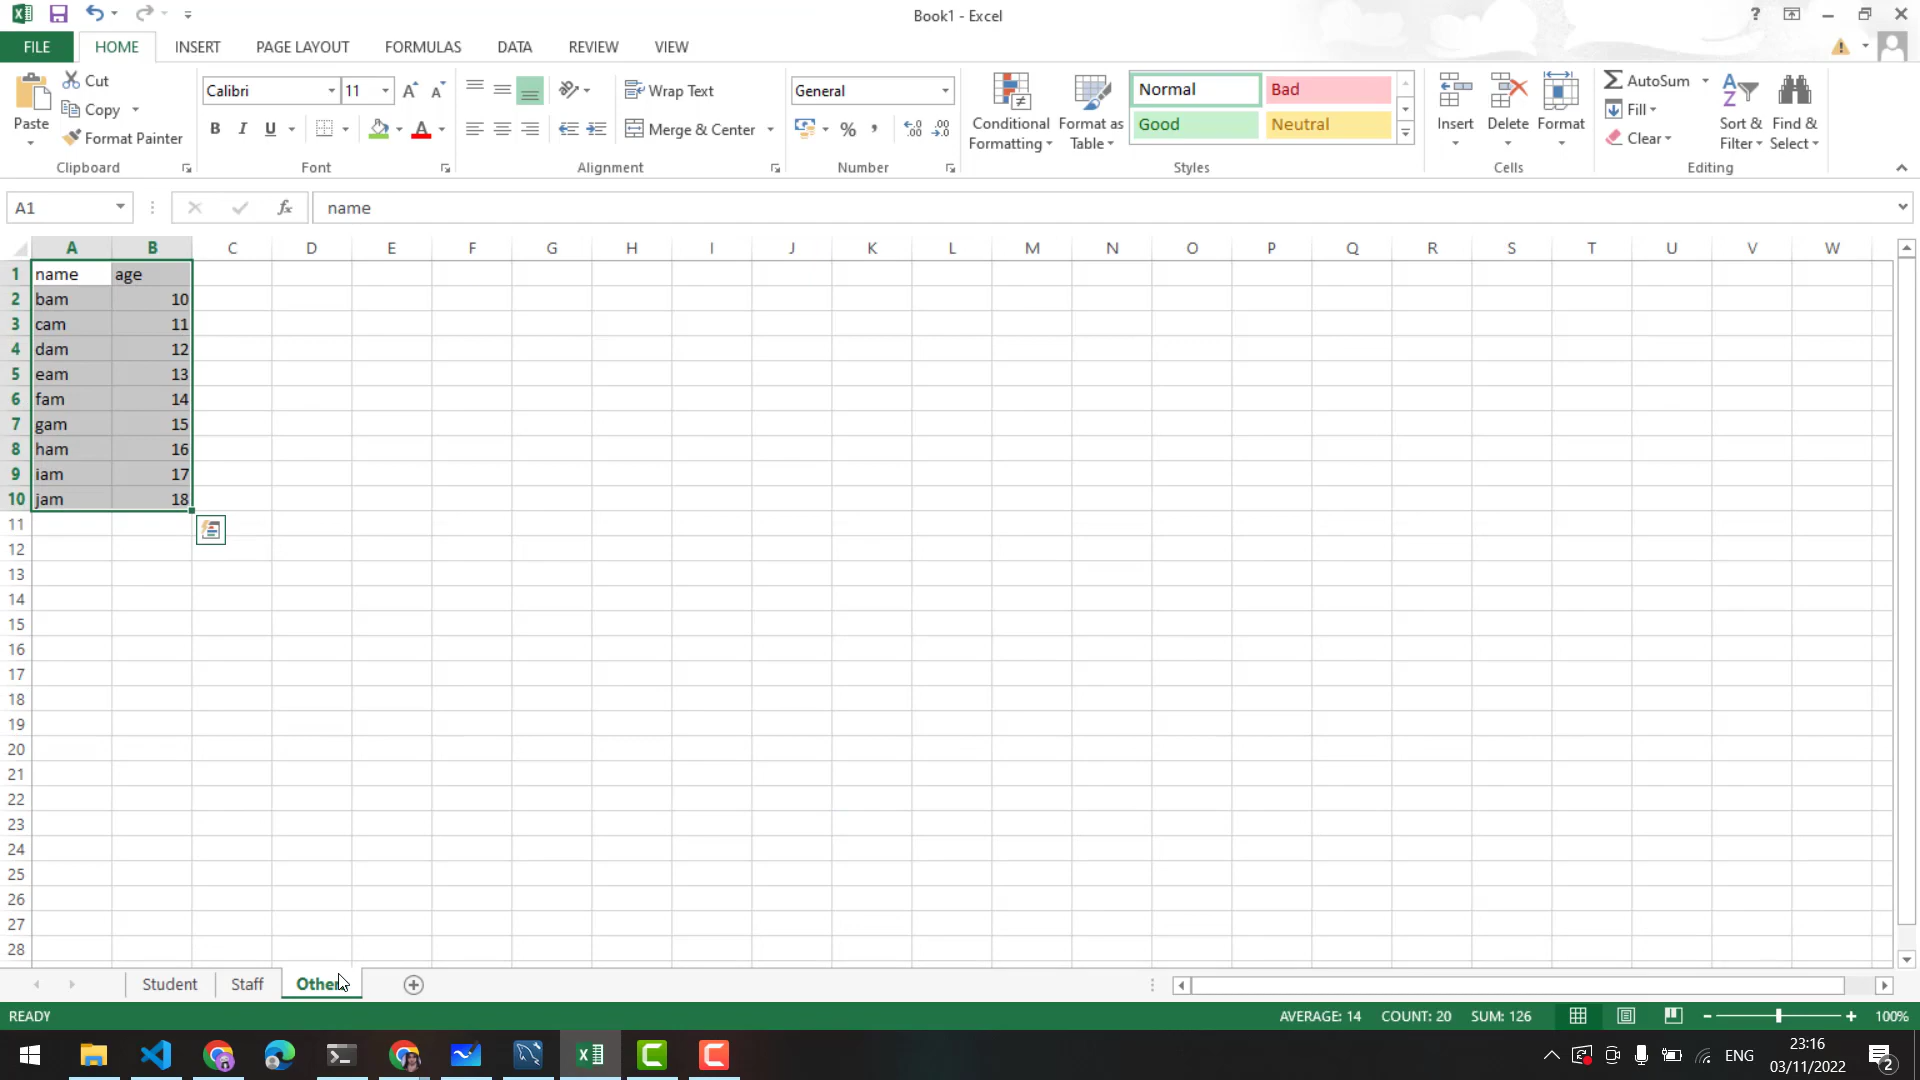 Book1 - Excel
?
FILE HOME INSERT PAGE LAYOUT FORMULAS DATA REVIEW VIEW
Paste
Cut
Copy
Format Painter
Clipboard
Calibri 11
B I U
Font
Wrap Text
Merge & Center
Alignment
General
% ,
Number
Conditional Formatting
Format as Table
Normal Bad
Good Neutral
Styles
Insert Delete Format
Cells
AutoSum
Fill
Clear
Sort & Filter
Find & Select
Editing
A1 fx name
A B C D E F G H I J K L M N O P Q R S T U V W
1 name age
2 bam 10
3 cam 11
4 dam 12
5 eam 13
6 fam 14
7 gam 15
8 ham 16
9 iam 17
10 jam 18
11
12
13
14
15
16
17
18
19
20
21
22
23
24
25
26
27
28
Student Staff Other
READY AVERAGE: 14 COUNT: 20 SUM: 126 100%
ENG 23:16
03/11/2022
2